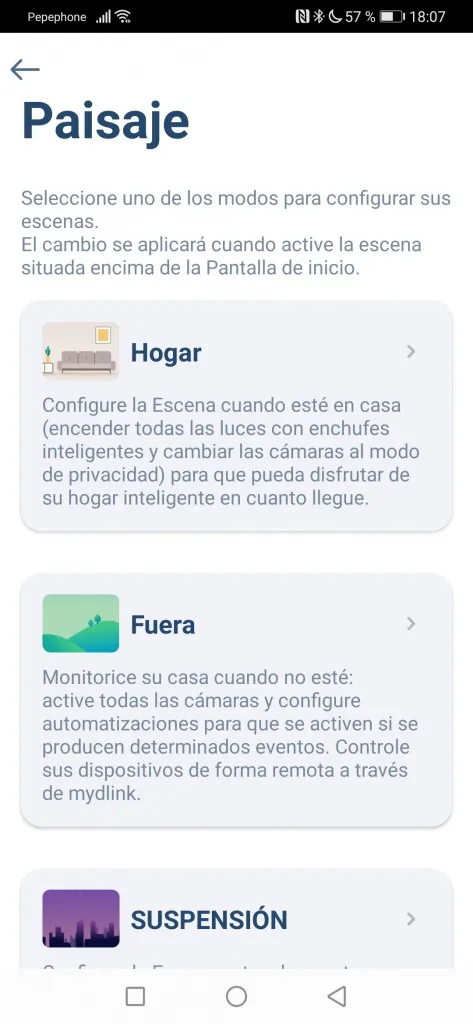 Pepephone 57 % 18:07
Paisaje
Seleccione uno de los modos para configurar sus
escenas.
El cambio se aplicará cuando active la escena
situada encima de la Pantalla de inicio.
Hogar
Configure la Escena cuando esté en casa
(encender todas las luces con enchufes
inteligentes y cambiar las cámaras al modo
de privacidad) para que pueda disfrutar de
su hogar inteligente en cuanto llegue.
Fuera
Monitorice su casa cuando no esté:
active todas las cámaras y configure
automatizaciones para que se activen si se
producen determinados eventos. Controle
sus dispositivos de forma remota a través
de mydlink.
SUSPENSIÓN